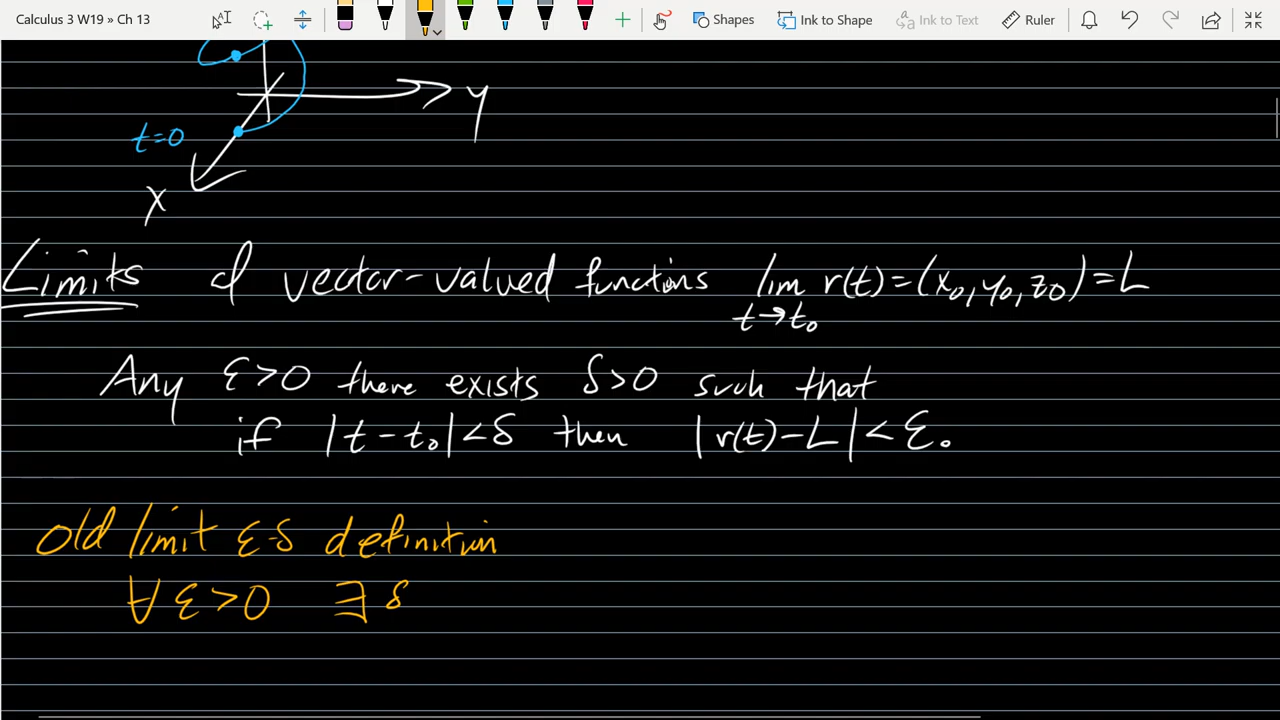 Calculus 3 W19 » Ch 13
Shapes
Ink to Shape
Ink to Text
Ruler
y
t=0
x
Limits of vector-valued functions lim r(t)=(x₀,y₀,z₀)=L
t→t₀
Any ε>0 there exists δ>0 such that
if |t-t₀|<δ then |r(t)-L|<ε.
Old limit ε-δ definition
∀ε>0 ∃δ